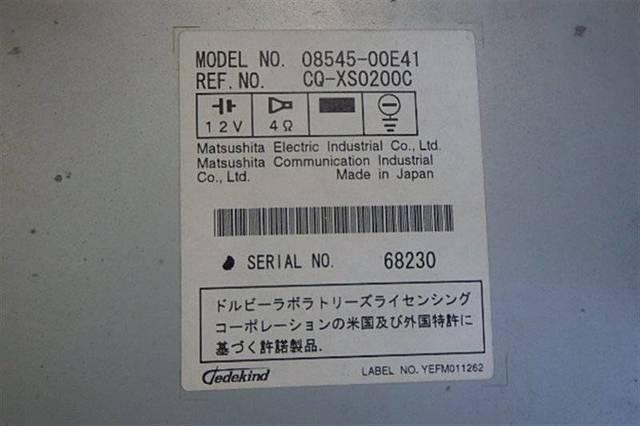 MODEL NO. 08545-00E41
REF. NO. CQ-XS0200C
12V 4Ω
Matsushita Electric Industrial Co., Ltd.
Matsushita Communication Industrial
Co., Ltd. Made in Japan
SERIAL NO. 68230
ドルビーラボラトリーズライセンシング
コーポレーションの米国及び外国特許に
基づく許諾製品.
Gedekind LABEL NO. YEFM011262